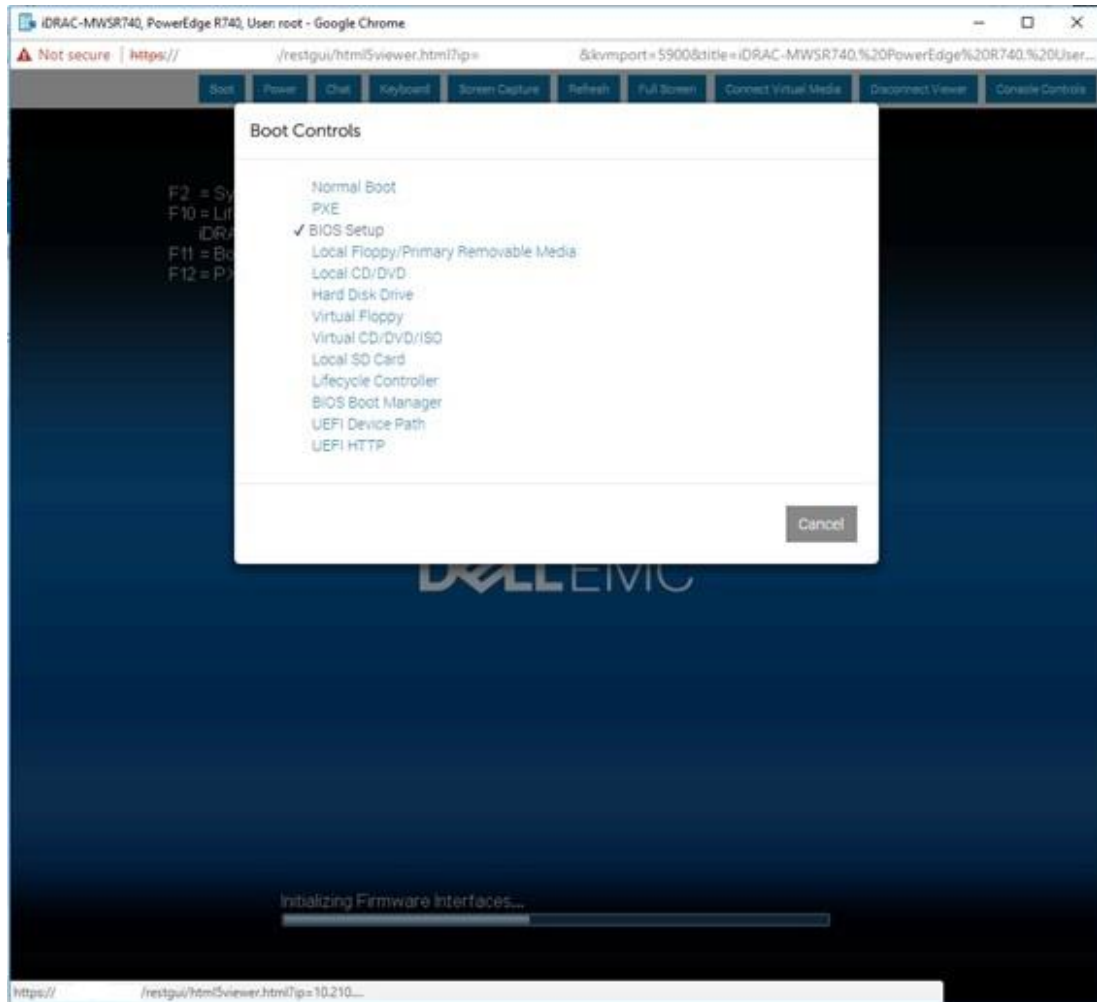 iDRAC-MWSR740, PowerEdge R740, User: root - Google Chrome
Not secure | https:// /restgui/html5viewer.html?ip= &kvmport=5900&title=iDRAC-MWSR740,%20PowerEdge%20R740,%20User...
Boot Power Chat Keyboard Screen Capture Refresh Full Screen Connect Virtual Media Disconnect Viewer Console Controls
Boot Controls
Normal Boot
PXE
✓ BIOS Setup
Local Floppy/Primary Removable Media
Local CD/DVD
Hard Disk Drive
Virtual Floppy
Virtual CD/DVD/ISO
Local SD Card
Lifecycle Controller
BIOS Boot Manager
UEFI Device Path
UEFI HTTP
Cancel
F2 = Sy
F10 = Lif
iDRA
F11 = Bo
F12 = PX
DELL EMC
Initializing Firmware Interfaces...
https:// /restgui/html5viewer.html?ip=10.210....